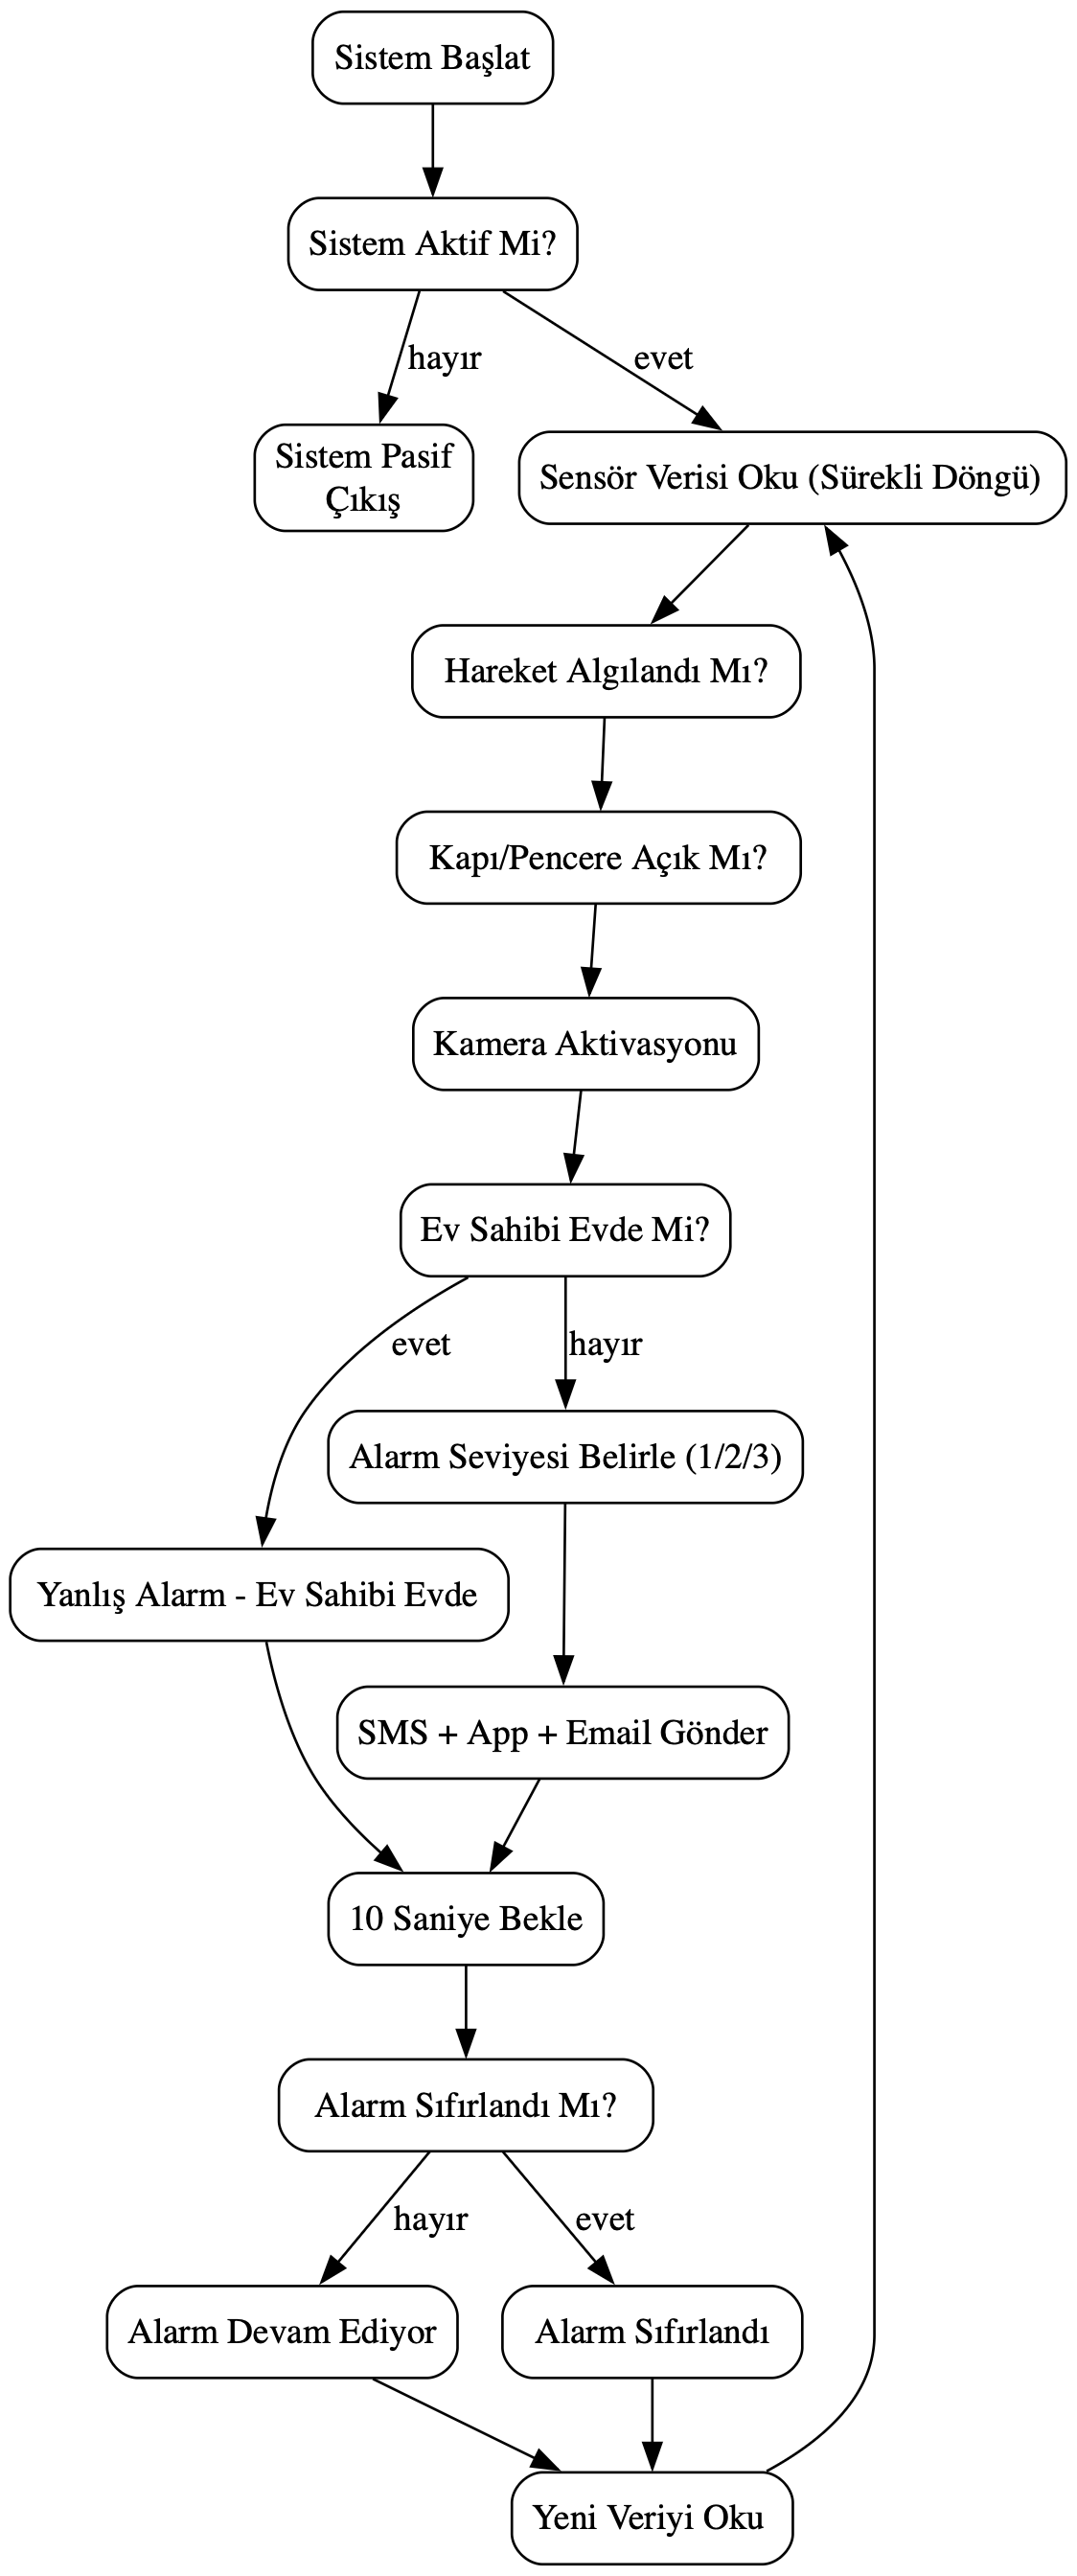 Sistem Başlat
Sistem Aktif Mi?
hayır
evet
Sistem Pasif
Çıkış
Sensör Verisi Oku (Sürekli Döngü)
Hareket Algılandı Mı?
Kapı/Pencere Açık Mı?
Kamera Aktivasyonu
Ev Sahibi Evde Mi?
evet
hayır
Alarm Seviyesi Belirle (1/2/3)
Yanlış Alarm - Ev Sahibi Evde
SMS + App + Email Gönder
10 Saniye Bekle
Alarm Sıfırlandı Mı?
hayır
evet
Alarm Devam Ediyor
Alarm Sıfırlandı
Yeni Veriyi Oku